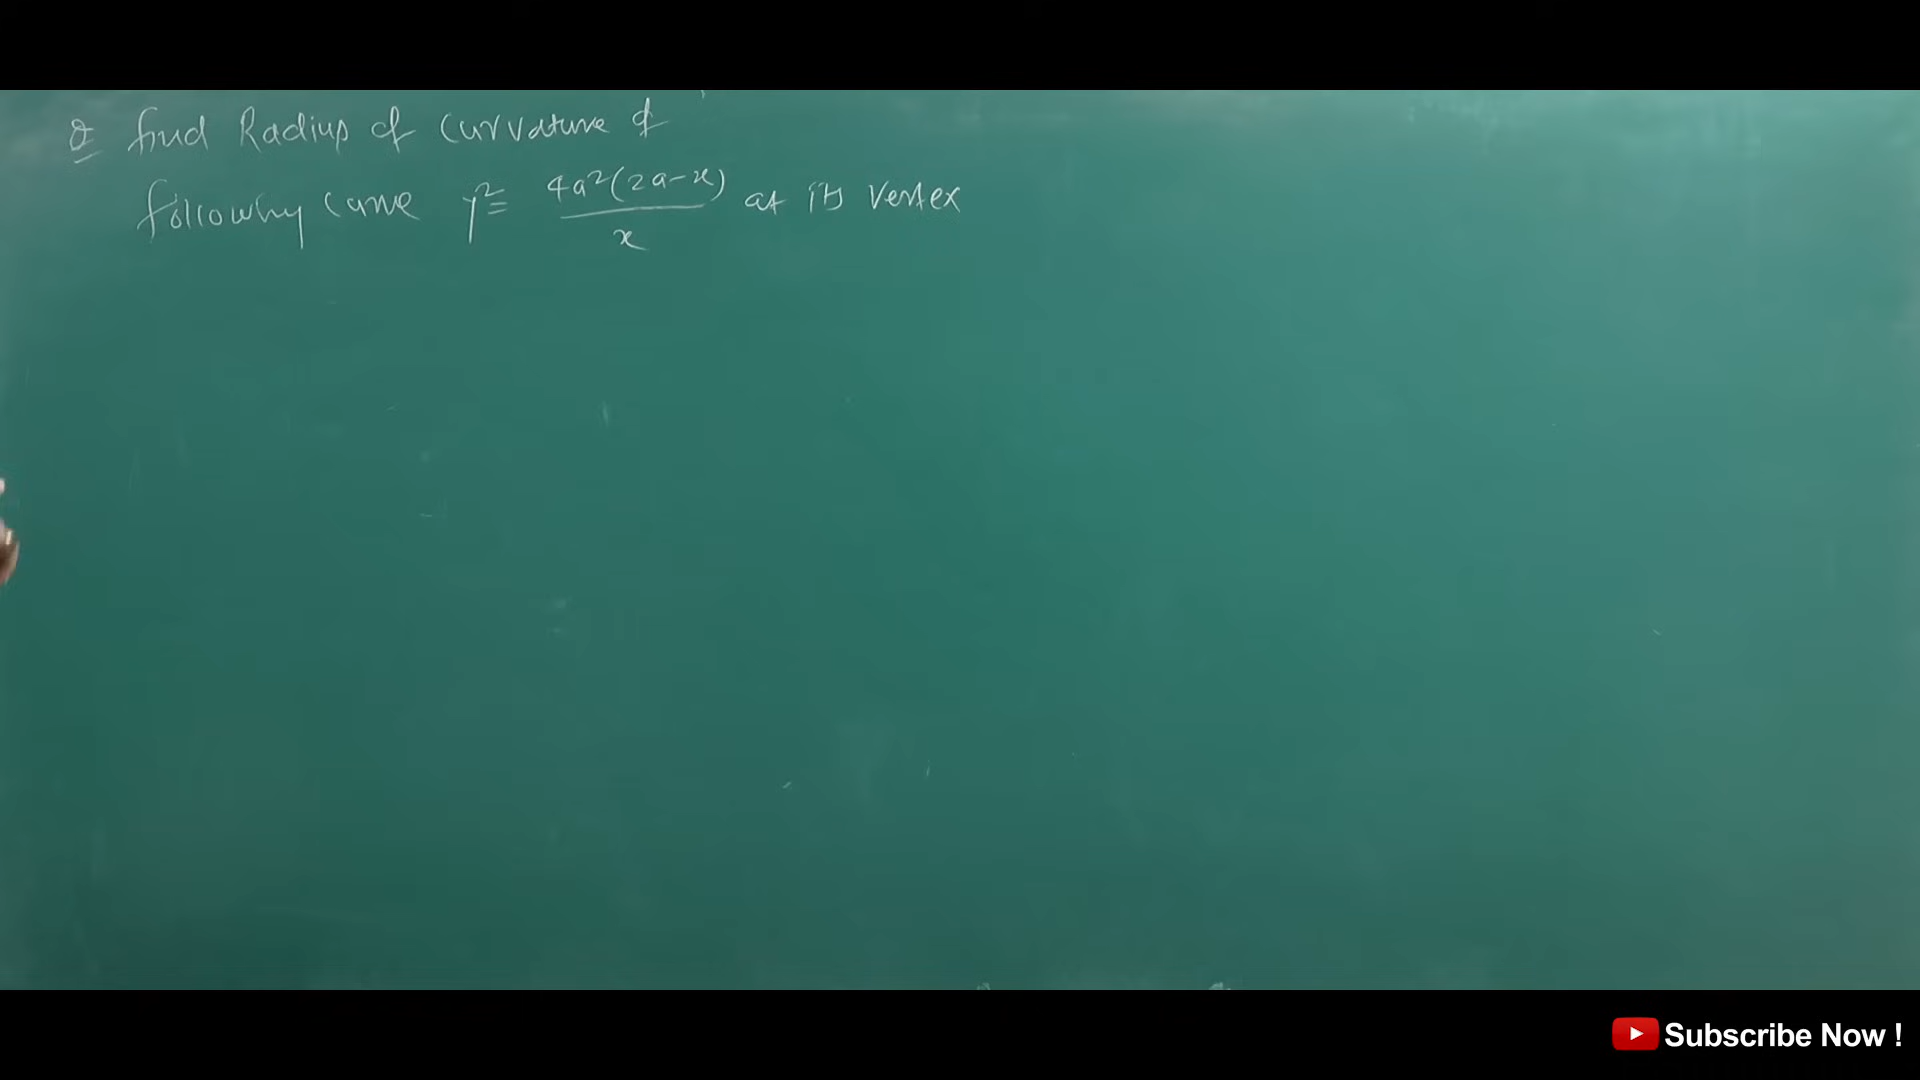 Q find Radius of Curvature of
following Curve y² = 4a²(2a-x)/x at its vertex
Subscribe Now !